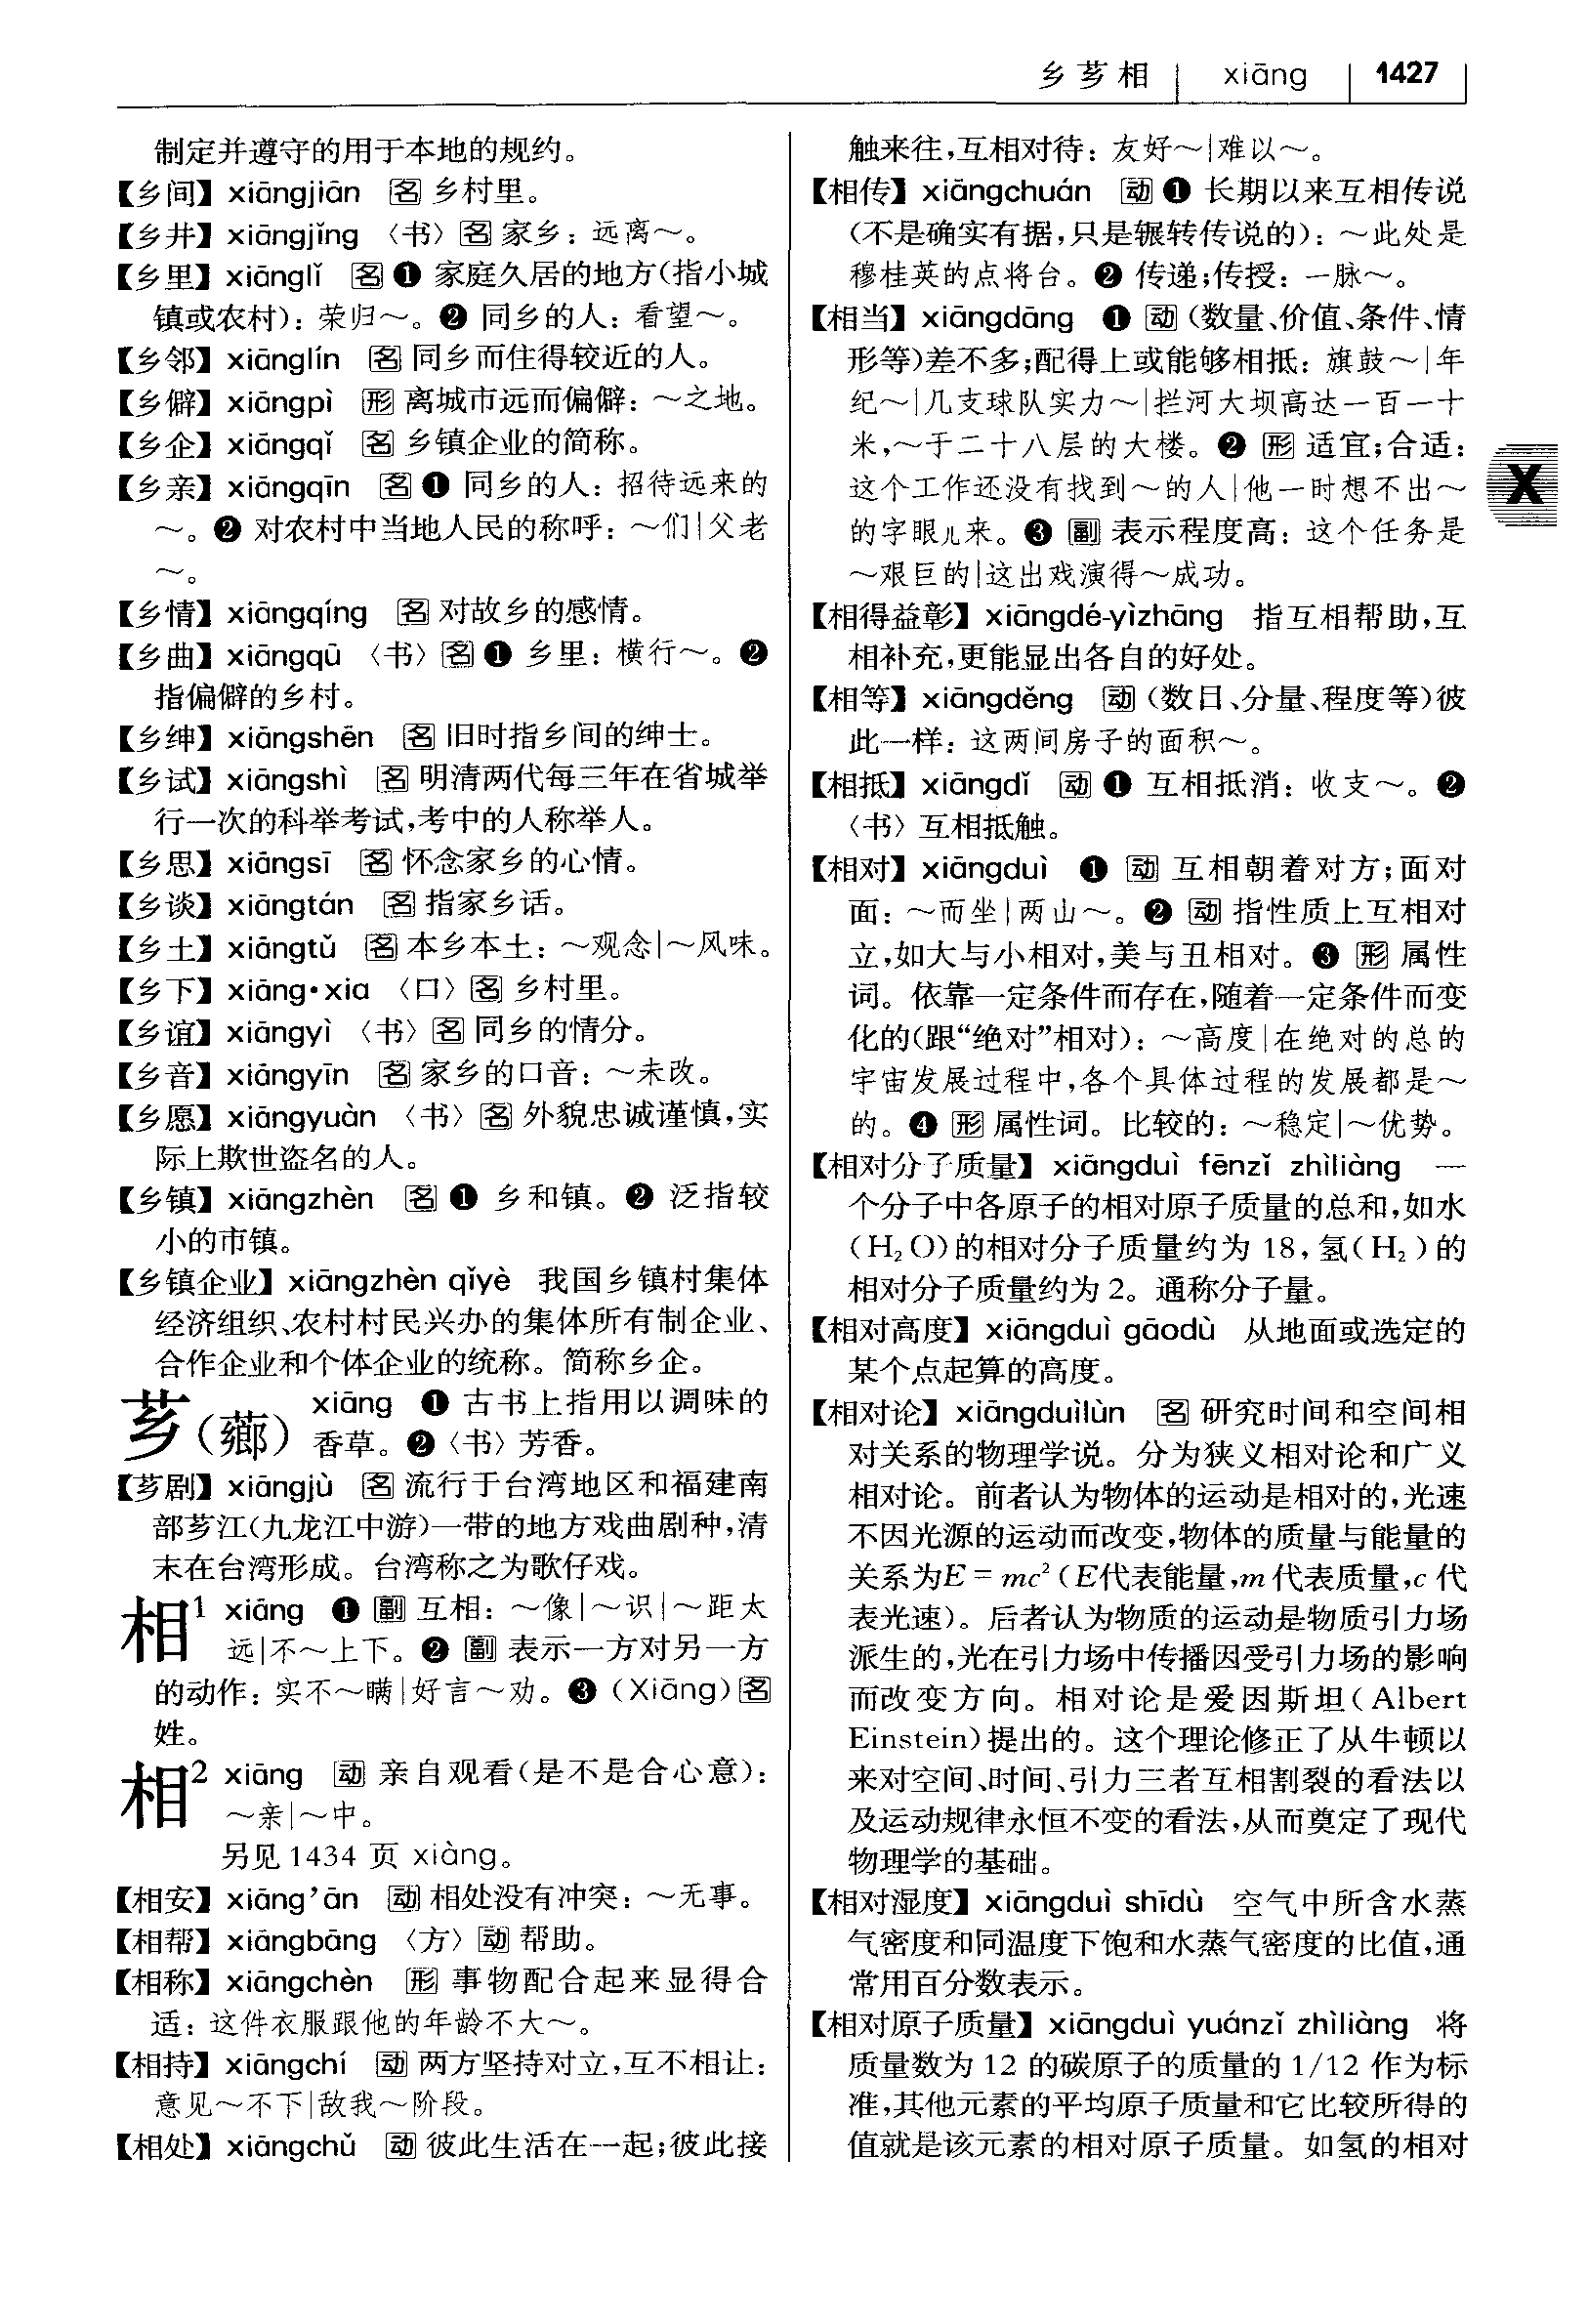 乡芗相 xiāng 1427
制定并遵守的用于本地的规约。
【乡间】xiāngjiān 名 乡村里。
【乡井】xiāngjǐng 〈书〉名 家乡：远离～。
【乡里】xiānglǐ 名 ❶ 家庭久居的地方(指小城
镇或农村)：荣归～。❷ 同乡的人：看望～。
【乡邻】xiānglín 名 同乡而住得较近的人。
【乡僻】xiāngpì 形 离城市远而偏僻：～之地。
【乡企】xiāngqǐ 名 乡镇企业的简称。
【乡亲】xiāngqīn 名 ❶ 同乡的人：招待远来的
～。❷ 对农村中当地人民的称呼：～们|父老
～。
【乡情】xiāngqíng 名 对故乡的感情。
【乡曲】xiāngqū 〈书〉名 ❶ 乡里：横行～。❷
指偏僻的乡村。
【乡绅】xiāngshēn 名 旧时指乡间的绅士。
【乡试】xiāngshì 名 明清两代每三年在省城举
行一次的科举考试,考中的人称举人。
【乡思】xiāngsī 名 怀念家乡的心情。
【乡谈】xiāngtán 名 指家乡话。
【乡土】xiāngtǔ 名 本乡本土：～观念|～风味。
【乡下】xiāng·xia 〈口〉名 乡村里。
【乡谊】xiāngyì 〈书〉名 同乡的情分。
【乡音】xiāngyīn 名 家乡的口音：～未改。
【乡愿】xiāngyuàn 〈书〉名 外貌忠诚谨慎,实
际上欺世盗名的人。
【乡镇】xiāngzhèn 名 ❶ 乡和镇。❷ 泛指较
小的市镇。
【乡镇企业】xiāngzhèn qǐyè 我国乡镇村集体
经济组织、农村村民兴办的集体所有制企业、
合作企业和个体企业的统称。简称乡企。
芗(薌) xiāng ❶ 古书上指用以调味的
香草。❷〈书〉芳香。
【芗剧】xiāngjù 名 流行于台湾地区和福建南
部芗江(九龙江中游)一带的地方戏曲剧种,清
末在台湾形成。台湾称之为歌仔戏。
相1 xiāng ❶ 副 互相：～像|～识|～距太
远|不～上下。❷ 副 表示一方对另一方
的动作：实不～瞒|好言～劝。❸ (Xiāng)名
姓。
相2 xiāng 动 亲自观看(是不是合心意)：
～亲|～中。
另见 1434 页 xiàng。
【相安】xiāng'ān 动 相处没有冲突：～无事。
【相帮】xiāngbāng 〈方〉动 帮助。
【相称】xiāngchèn 形 事物配合起来显得合
适：这件衣服跟他的年龄不大～。
【相持】xiāngchí 动 两方坚持对立,互不相让：
意见～不下|敌我～阶段。
【相处】xiāngchǔ 动 彼此生活在一起;彼此接
触来往,互相对待：友好～|难以～。
【相传】xiāngchuán 动 ❶ 长期以来互相传说
(不是确实有据,只是辗转传说的)：～此处是
穆桂英的点将台。❷ 传递;传授：一脉～。
【相当】xiāngdāng ❶ 动 (数量、价值、条件、情
形等)差不多;配得上或能够相抵：旗鼓～|年
纪～|几支球队实力～|拦河大坝高达一百一十
米,～于二十八层的大楼。❷ 形 适宜;合适：
这个工作还没有找到～的人|他一时想不出～
的字眼儿来。❸ 副 表示程度高：这个任务是
～艰巨的|这出戏演得～成功。
【相得益彰】xiāngdé-yìzhāng 指互相帮助,互
相补充,更能显出各自的好处。
【相等】xiāngděng 动 (数目、分量、程度等)彼
此一样：这两间房子的面积～。
【相抵】xiāngdǐ 动 ❶ 互相抵消：收支～。❷
〈书〉互相抵触。
【相对】xiāngduì ❶ 动 互相朝着对方;面对
面：～而坐|两山～。❷ 动 指性质上互相对
立,如大与小相对,美与丑相对。❸ 形 属性
词。依靠一定条件而存在,随着一定条件而变
化的(跟“绝对”相对)：～高度|在绝对的总的
宇宙发展过程中,各个具体过程的发展都是～
的。❹ 形 属性词。比较的：～稳定|～优势。
【相对分子质量】xiāngduì fēnzǐ zhìliàng 一
个分子中各原子的相对原子质量的总和,如水
(H₂O)的相对分子质量约为 18,氢(H₂)的
相对分子质量约为 2。通称分子量。
【相对高度】xiāngduì gāodù 从地面或选定的
某个点起算的高度。
【相对论】xiāngduìlùn 名 研究时间和空间相
对关系的物理学说。分为狭义相对论和广义
相对论。前者认为物体的运动是相对的,光速
不因光源的运动而改变,物体的质量与能量的
关系为E = mc²(E代表能量,m 代表质量,c 代
表光速)。后者认为物质的运动是物质引力场
派生的,光在引力场中传播因受引力场的影响
而改变方向。相对论是爱因斯坦(Albert
Einstein)提出的。这个理论修正了从牛顿以
来对空间、时间、引力三者互相割裂的看法以
及运动规律永恒不变的看法,从而奠定了现代
物理学的基础。
【相对湿度】xiāngduì shīdù 空气中所含水蒸
气密度和同温度下饱和水蒸气密度的比值,通
常用百分数表示。
【相对原子质量】xiāngduì yuánzǐ zhìliàng 将
质量数为 12 的碳原子的质量的 1/12 作为标
准,其他元素的平均原子质量和它比较所得的
值就是该元素的相对原子质量。如氢的相对
X